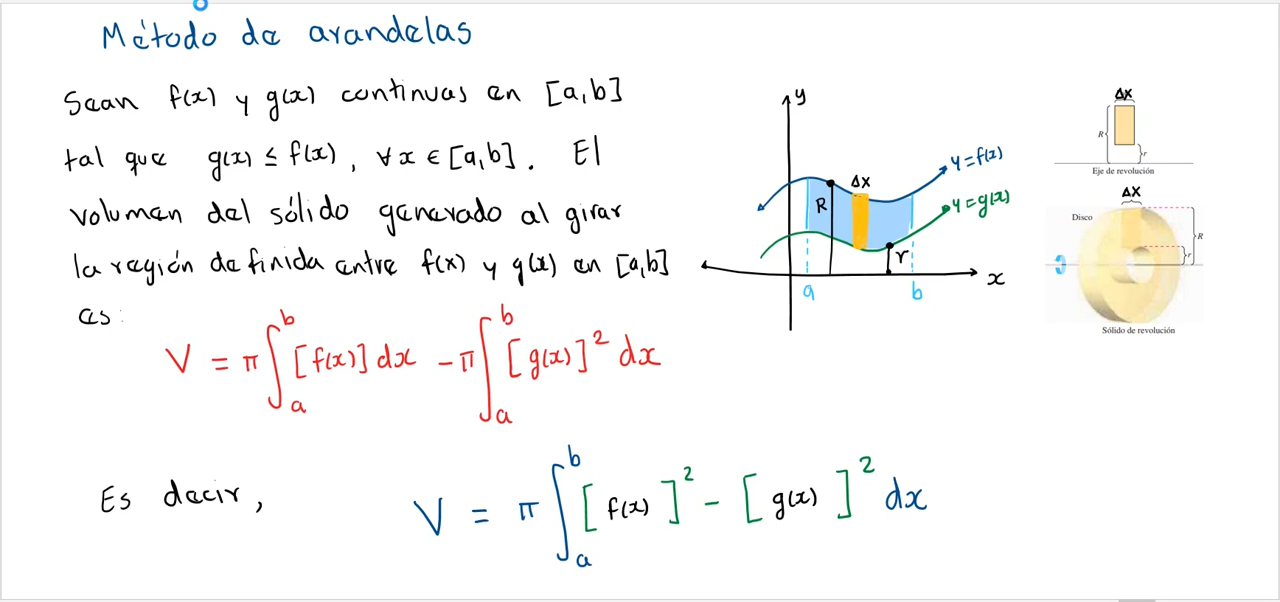 Método de arandelas
Sean f(x) y g(x) continuas en [a,b]
tal que g(x) ≤ f(x), ∀x ∈ [a,b]. El
volumen del sólido generado al girar
la región definida entre f(x) y g(x) en [a,b]
es:
V = π∫_a^b [f(x)] dx - π∫_a^b [g(x)]² dx
Es decir,
V = π∫_a^b [f(x)]² - [g(x)]² dx
y
y=f(x)
Δx
R
y=g(x)
r
x
a
b
Δx
R
r
Eje de revolución
Δx
Disco
R
r
Sólido de revolución